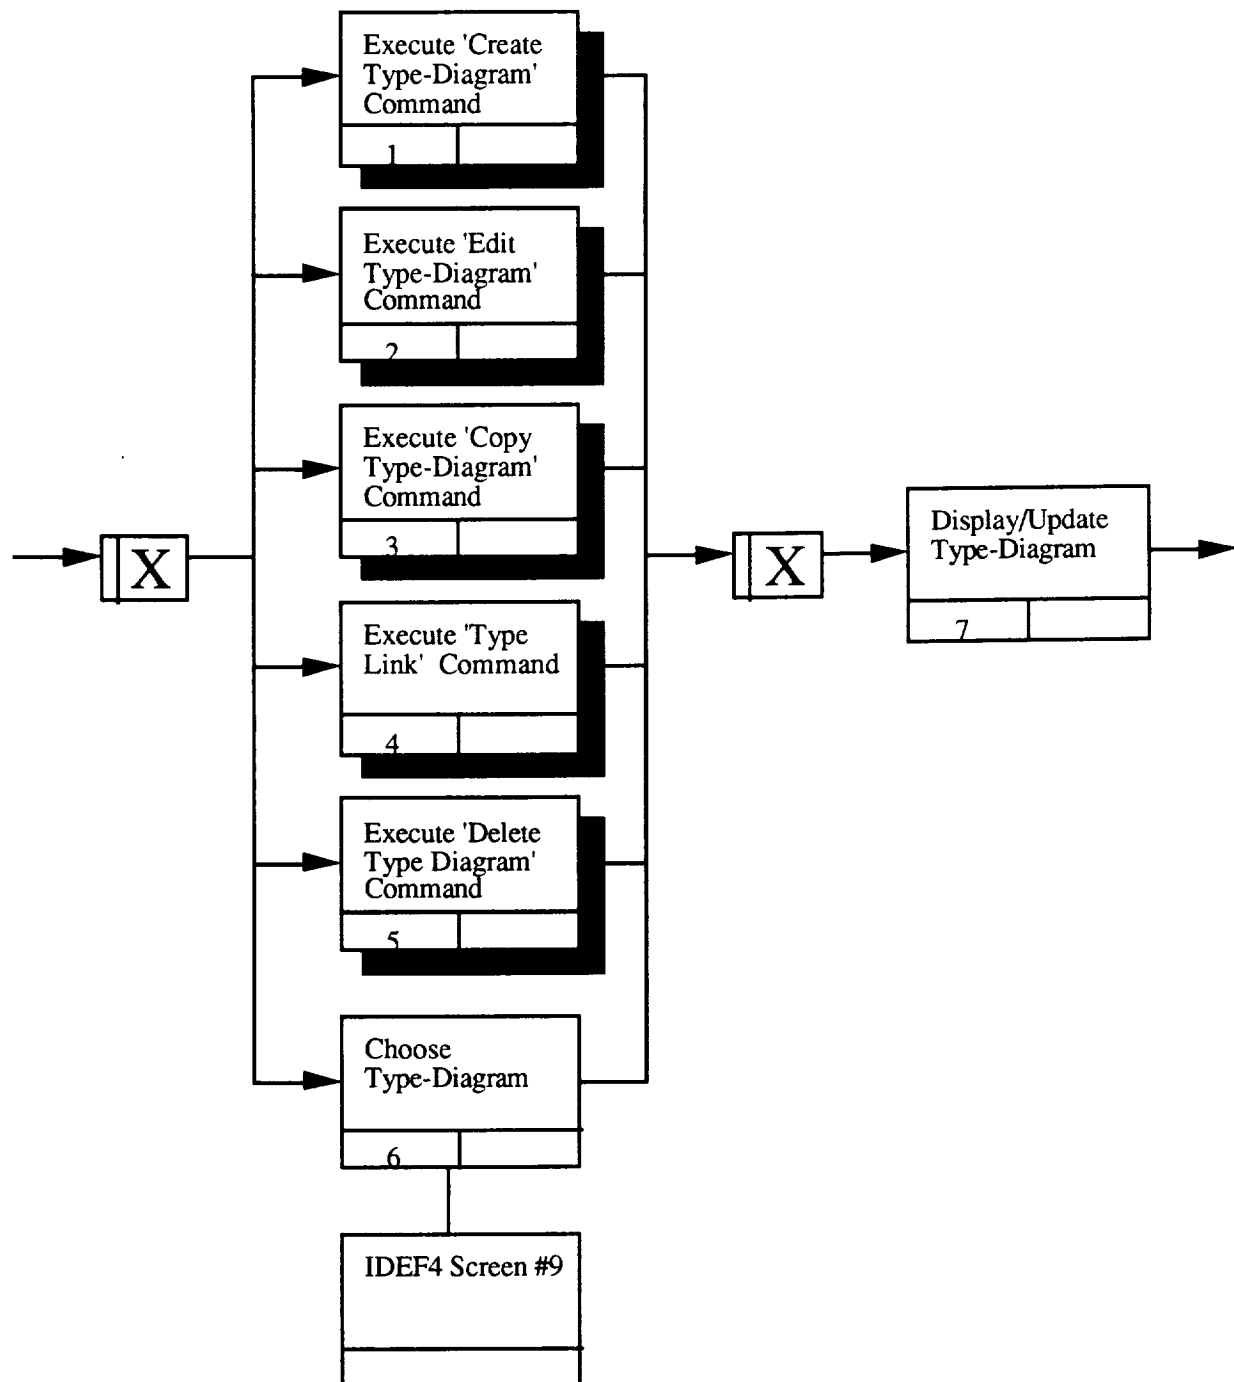 Execute 'Create
Type-Diagram'
Command
1
Execute 'Edit
Type-Diagram'
Command
2
Execute 'Copy
Type-Diagram'
Command
3
X
X
Display/Update
Type-Diagram
7
Execute 'Type
Link' Command
4
Execute 'Delete
Type Diagram'
Command
5
Choose
Type-Diagram
6
IDEF4 Screen #9